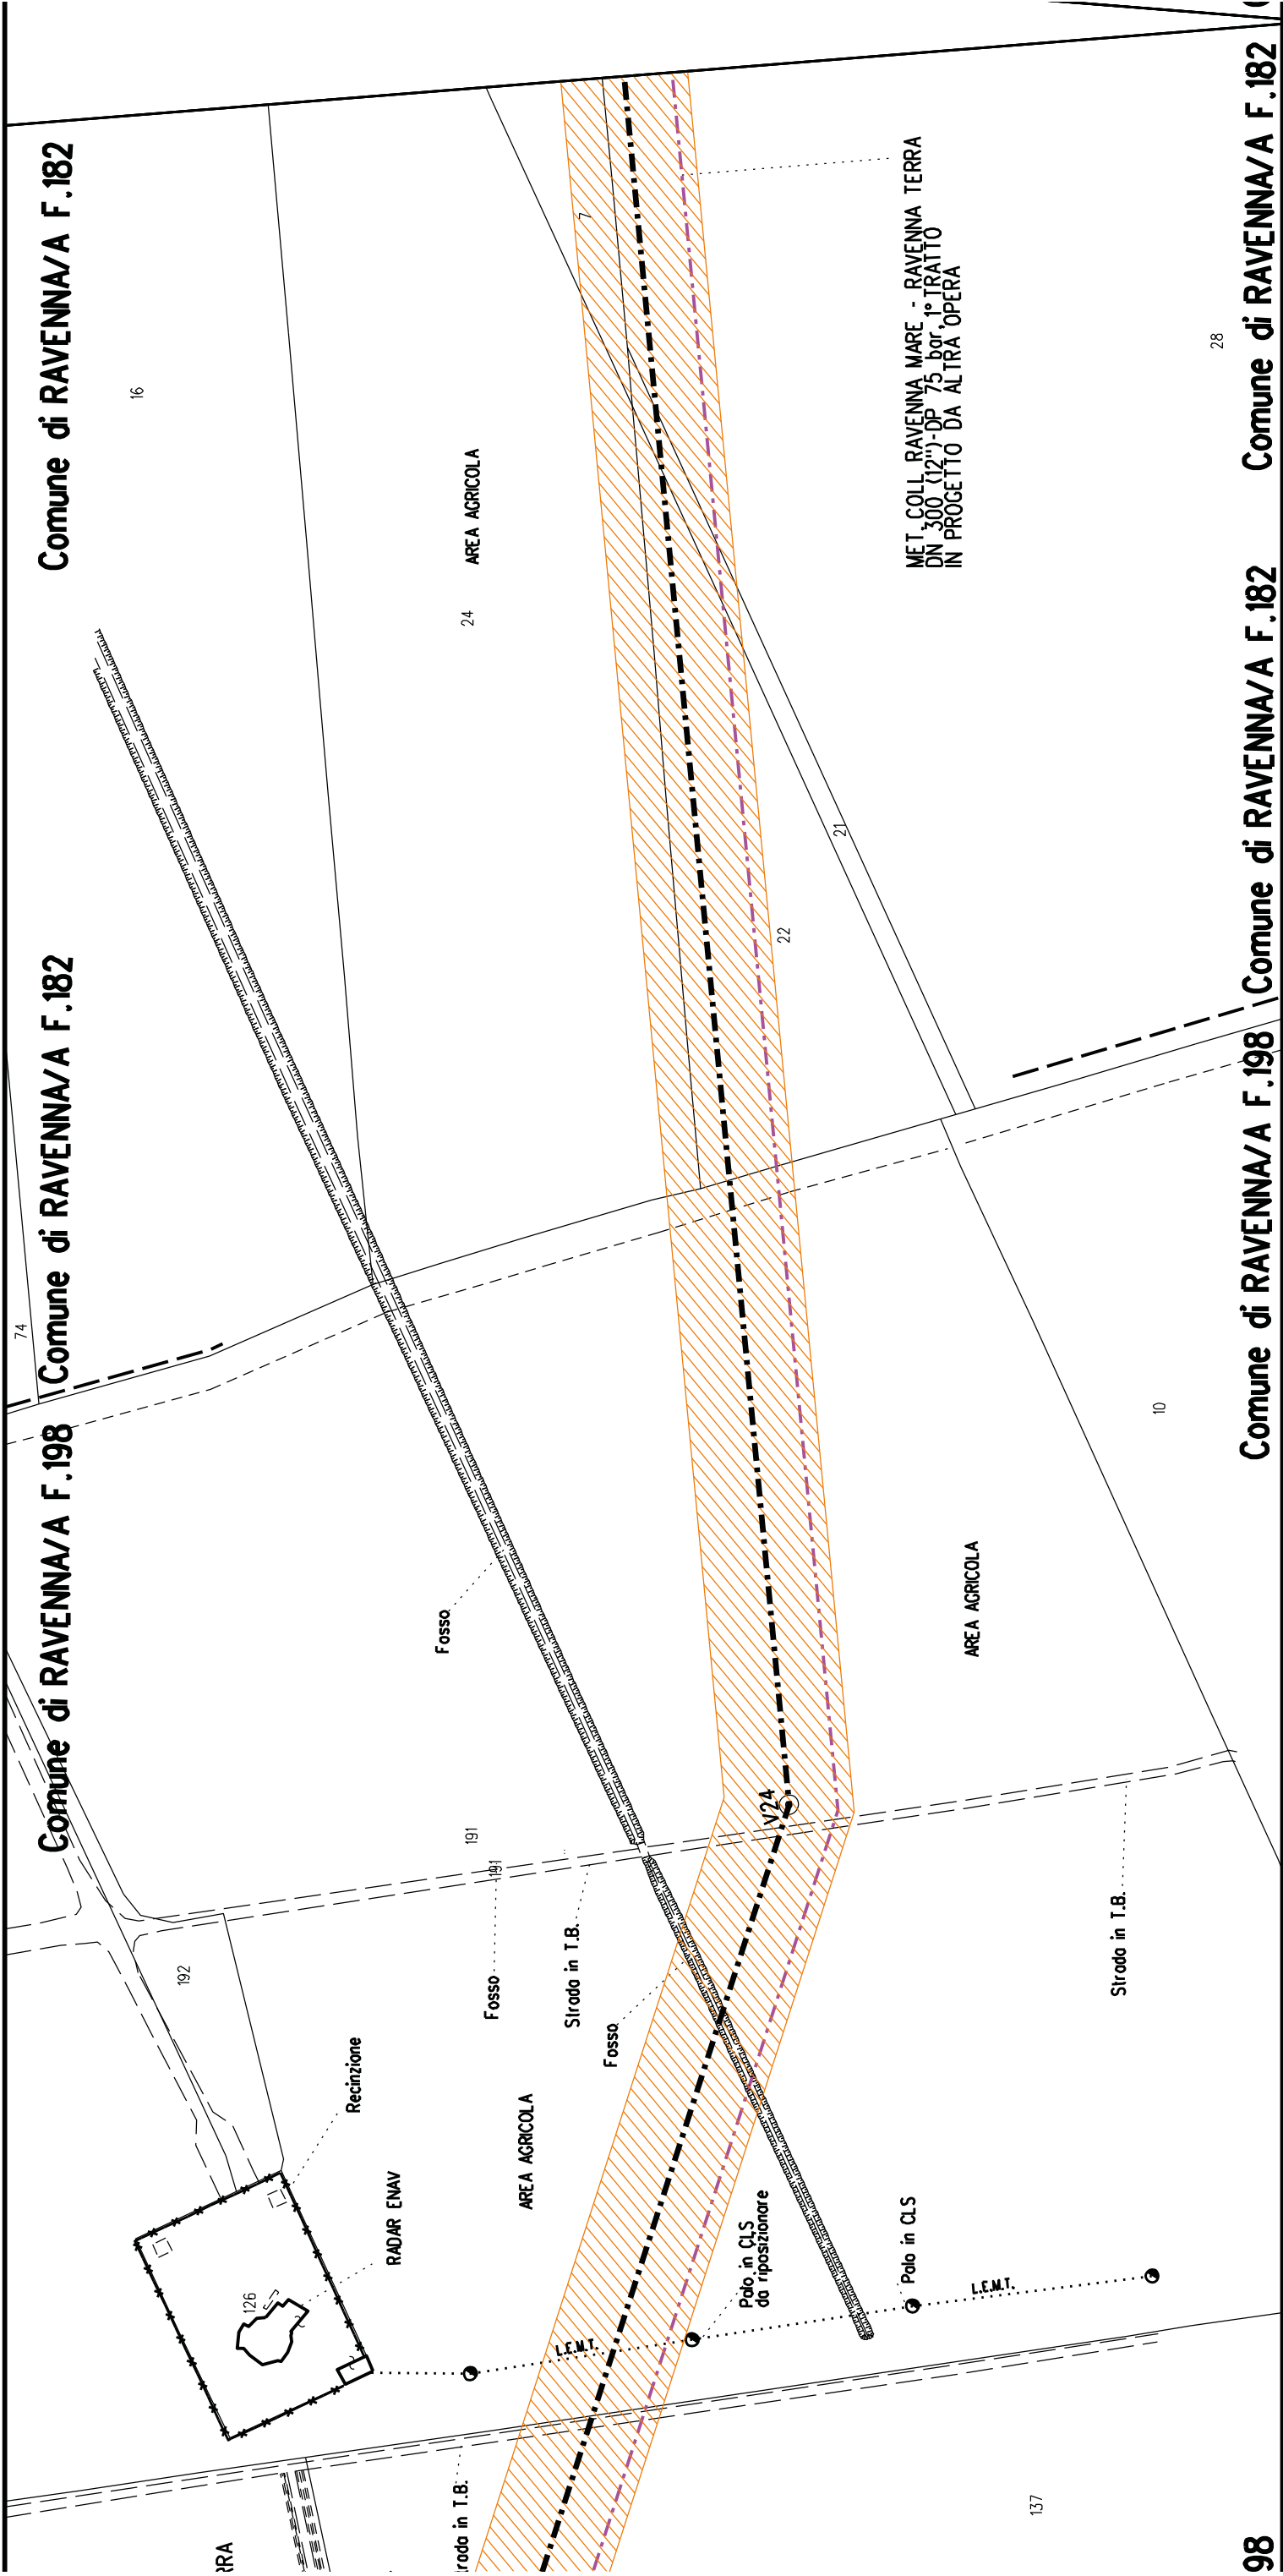 Comune di RAVENNA/A F.182
Comune di RAVENNA/A F.182
Comune di RAVENNA/A F.198
74
16
AREA AGRICOLA
24
7
MET. COLL. RAVENNA MARE - RAVENNA TERRA
DN 300 (12")-DP 75 bar, 1° TRATTO
IN PROGETTO DA ALTRA OPERA
28
Comune di RAVENNA/A F.182
Comune di RAVENNA/A F.182
Comune di RAVENNA/A F.198
21
22
10
AREA AGRICOLA
Fosso
V24
191
191
Fosso
Strada in T.B.
Fosso
Strada in T.B.
192
Recinzione
RADAR ENAV
126
AREA AGRICOLA
Palo in CLS
da riposizionare
Palo in CLS
L.E.M.T.
L.E.M.T.
rada in T.B.
RRA
137
98